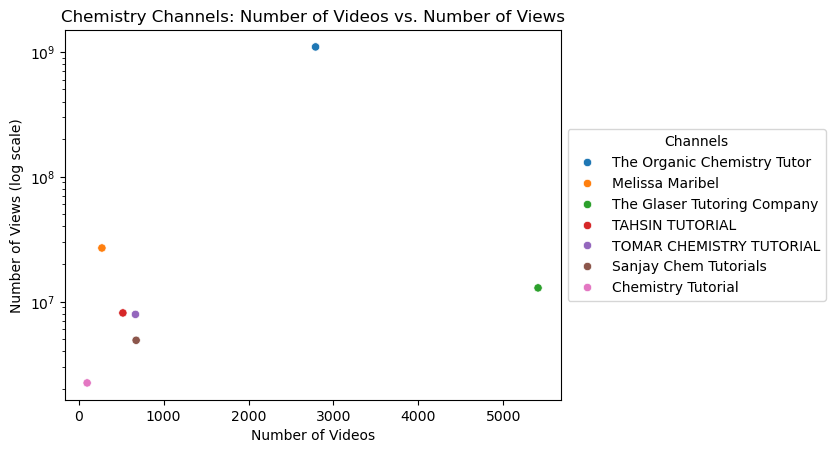 Chemistry Channels: Number of Videos vs. Number of Views
Number of Views (log scale)
10⁹
10⁸
10⁷
0 1000 2000 3000 4000 5000
Number of Videos
Channels
The Organic Chemistry Tutor
Melissa Maribel
The Glaser Tutoring Company
TAHSIN TUTORIAL
TOMAR CHEMISTRY TUTORIAL
Sanjay Chem Tutorials
Chemistry Tutorial